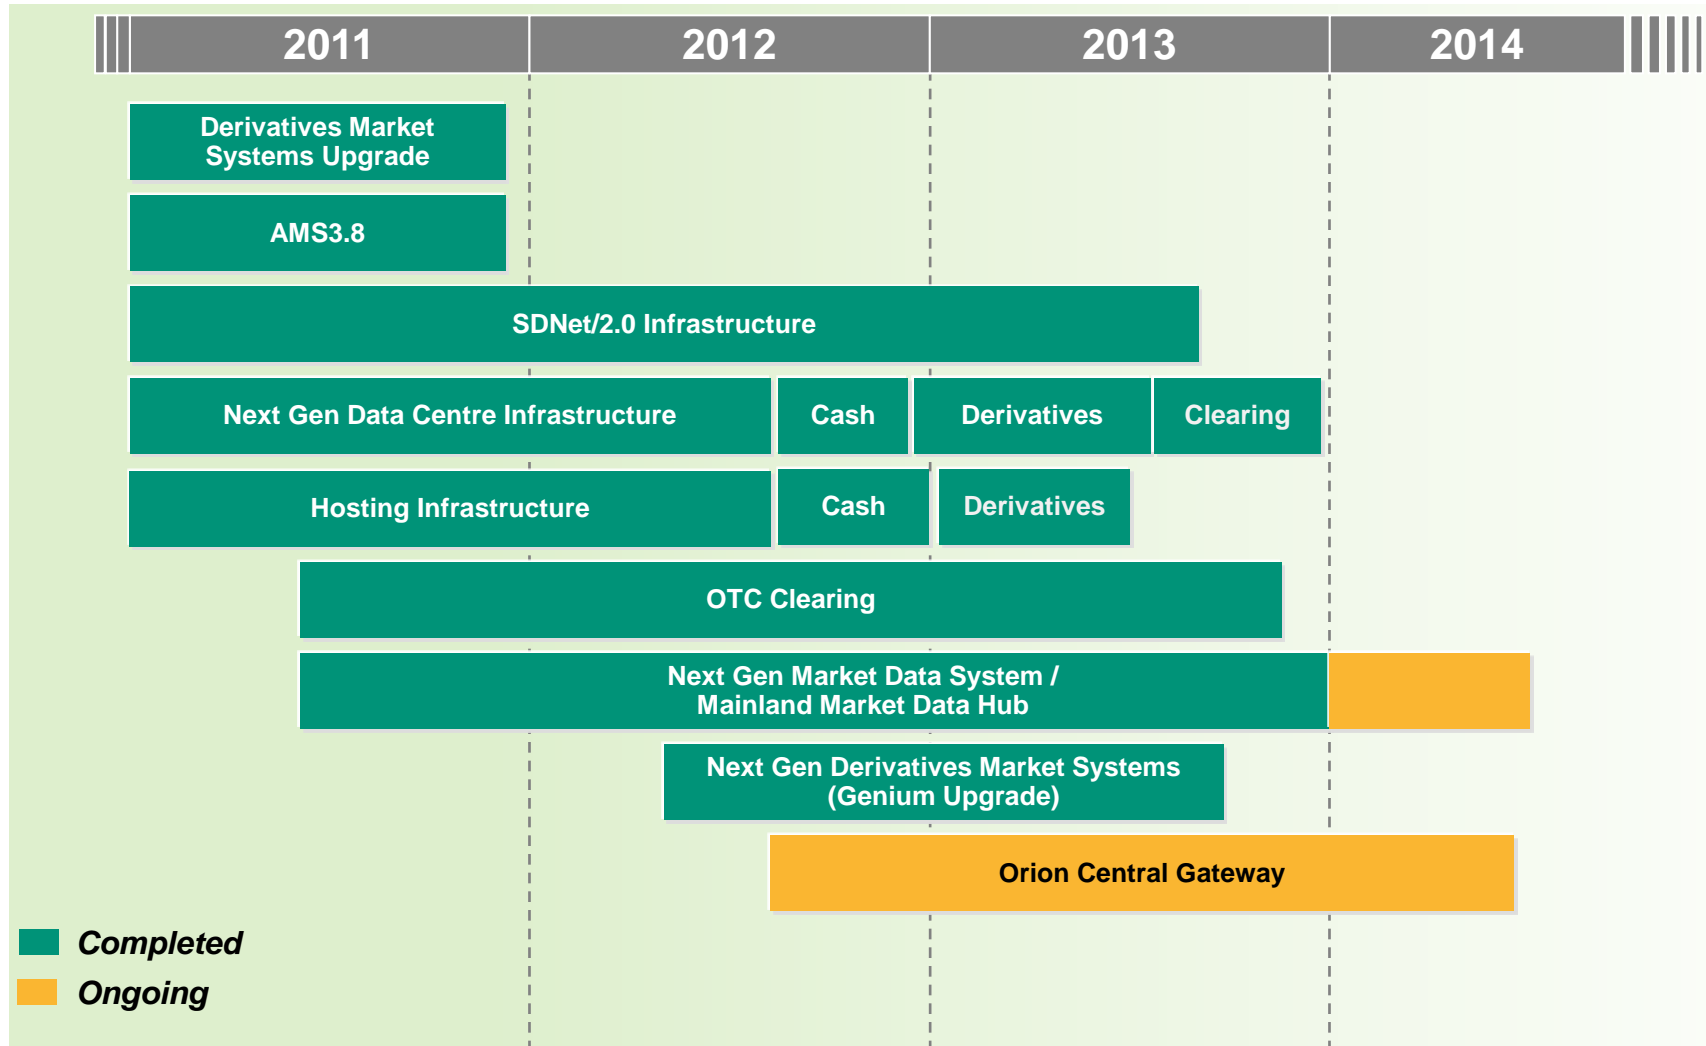 2011 2012 2013 2014
Derivatives Market
Systems Upgrade
AMS3.8
SDNet/2.0 Infrastructure
Next Gen Data Centre Infrastructure Cash Derivatives Clearing
Hosting Infrastructure Cash Derivatives
OTC Clearing
Next Gen Market Data System /
Mainland Market Data Hub
Next Gen Derivatives Market Systems
(Genium Upgrade)
Orion Central Gateway
Completed
Ongoing